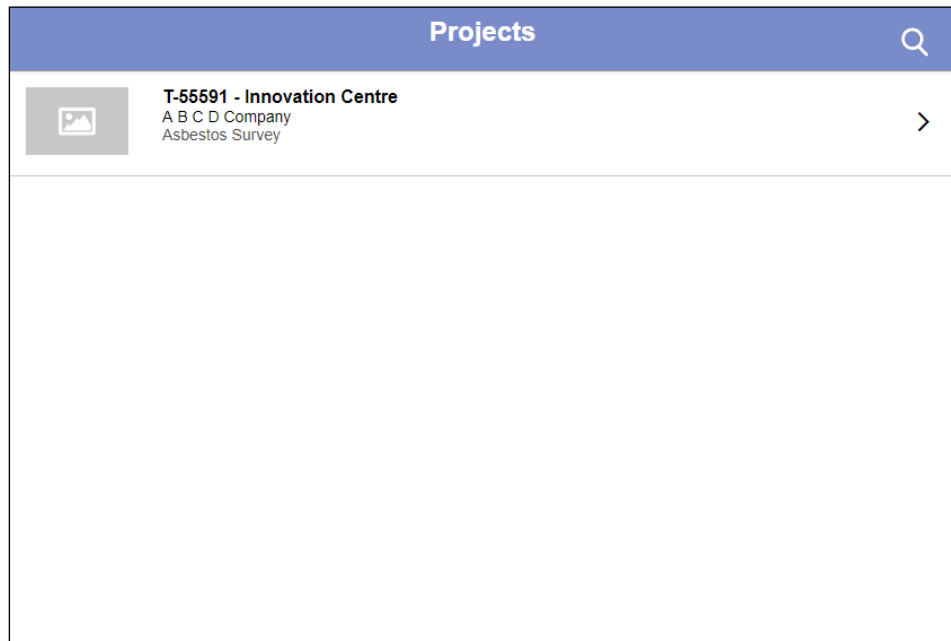 Projects
T-55591 - Innovation Centre
A B C D Company
Asbestos Survey